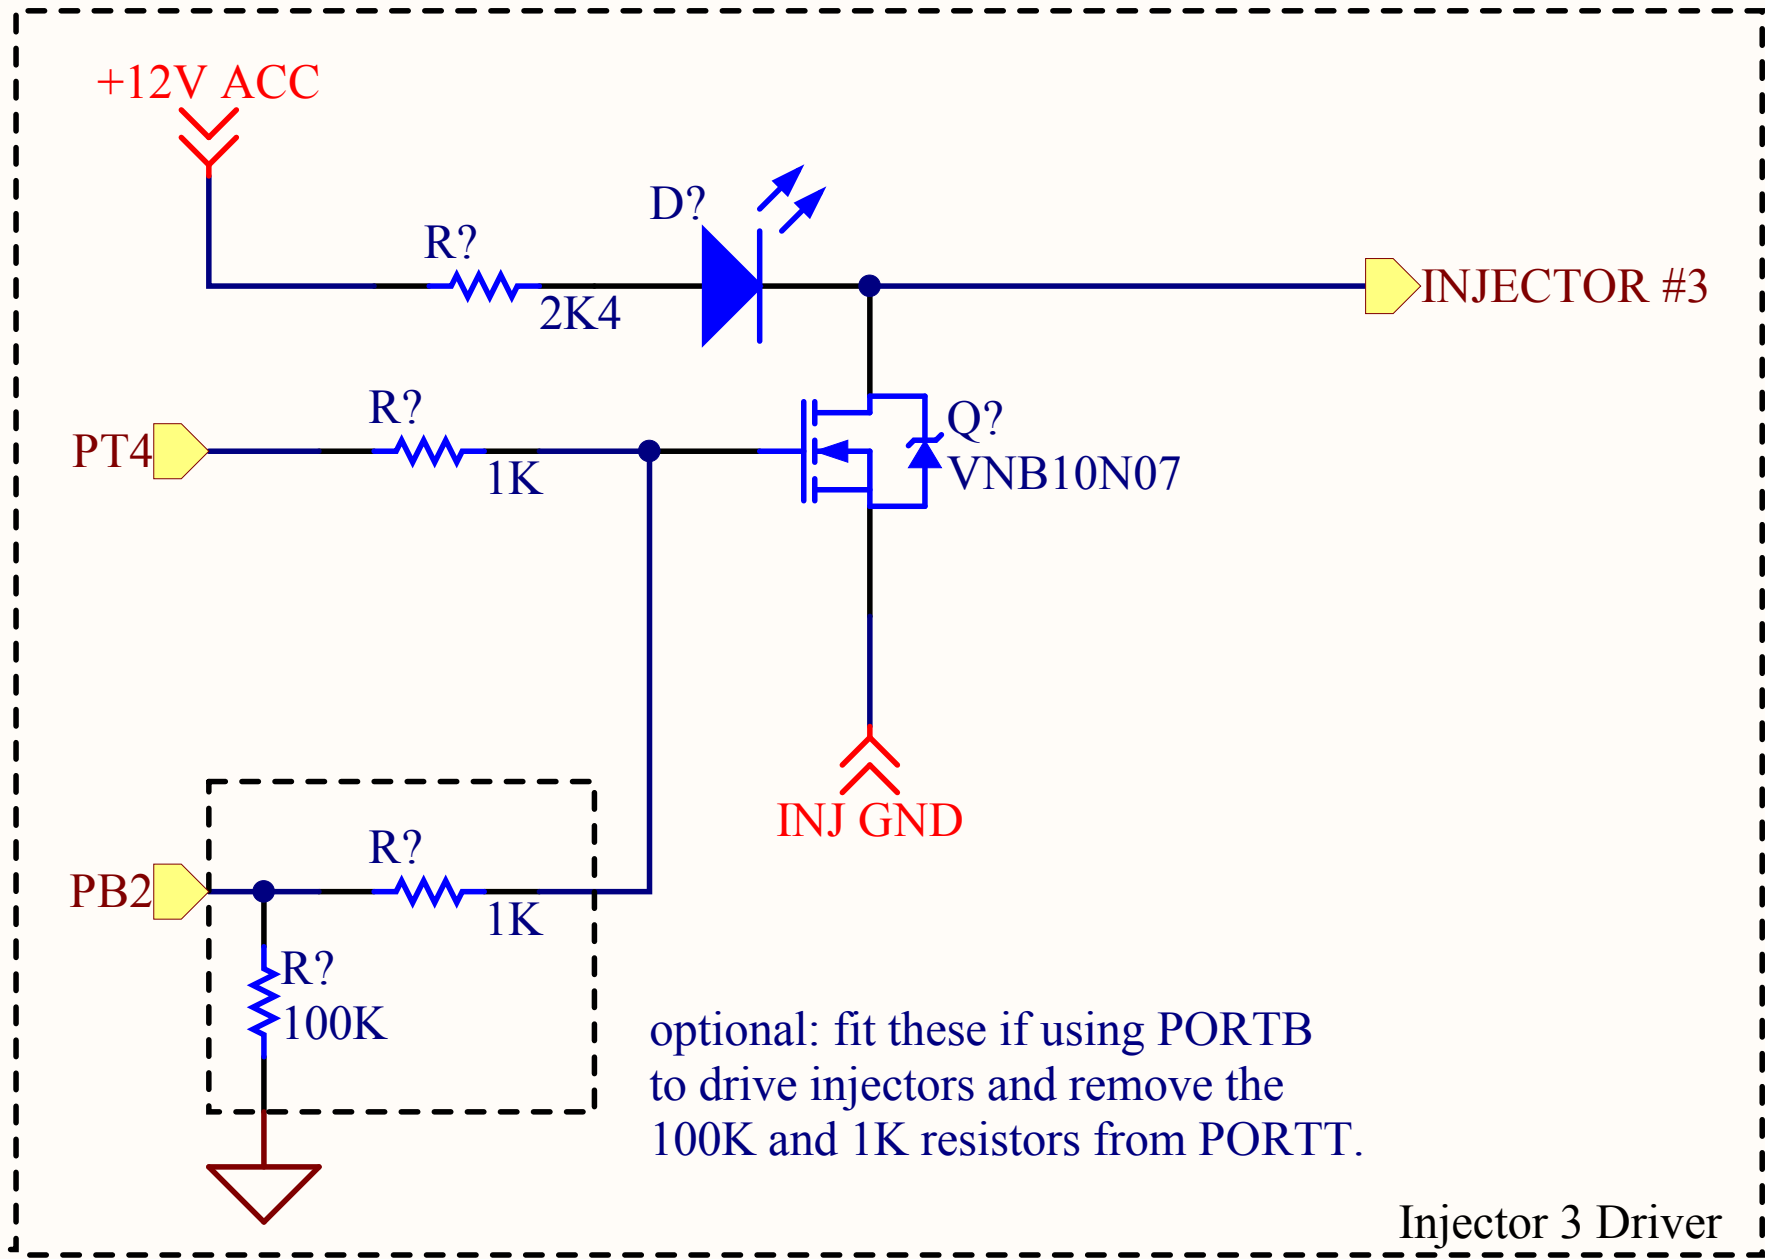 +12V ACC
D?
R?
2K4
INJECTOR #3
R?
1K
PT4
Q?
VNB10N07
INJ GND
R?
1K
PB2
R?
100K
optional: fit these if using PORTB
to drive injectors and remove the
100K and 1K resistors from PORTT.
Injector 3 Driver